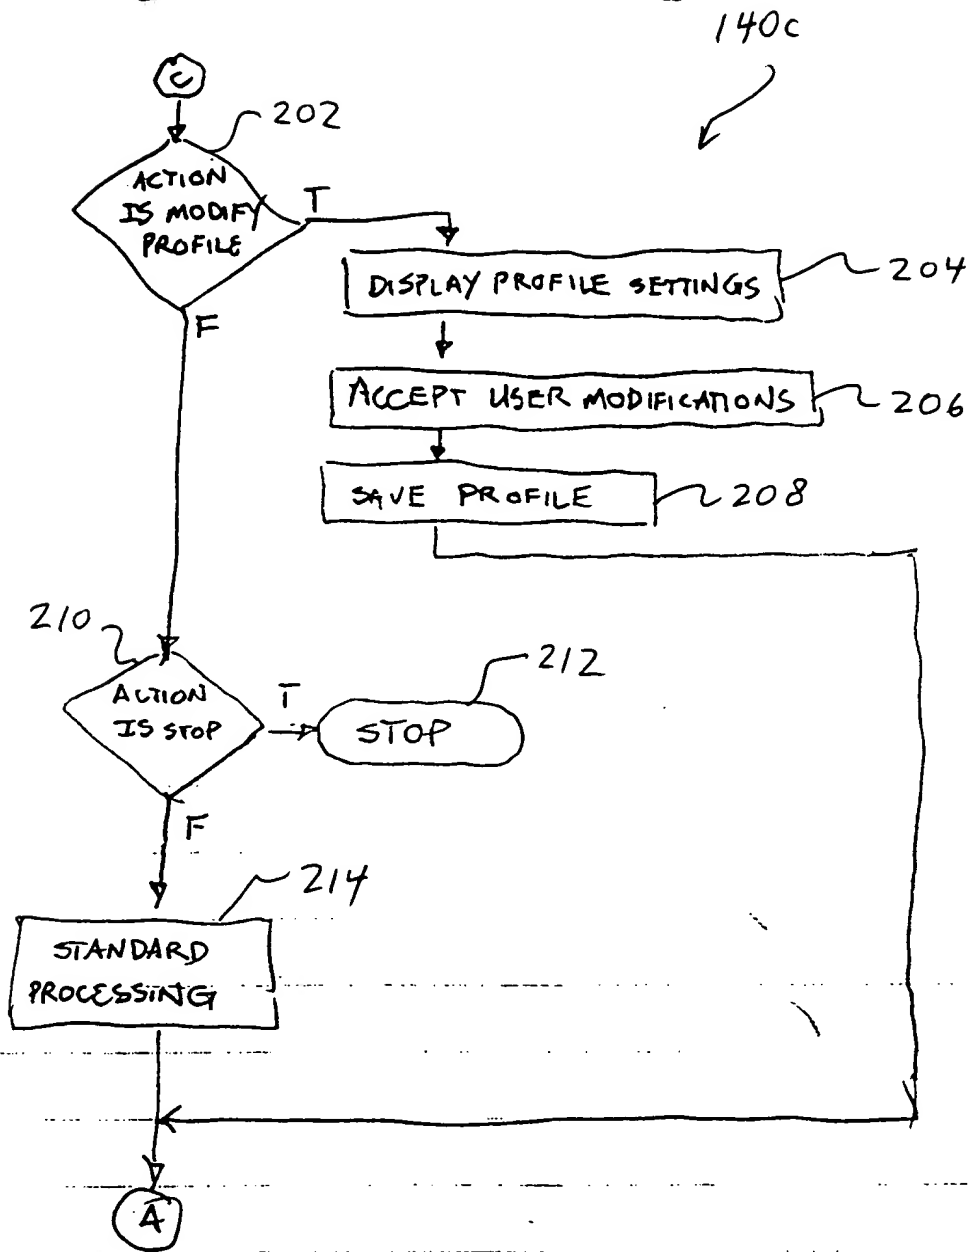 140c
C
202
ACTION
IS MODIFY
PROFILE
T
F
DISPLAY PROFILE SETTINGS
204
ACCEPT USER MODIFICATIONS
206
SAVE PROFILE
208
210
ACTION
IS STOP
T
STOP
212
F
214
STANDARD
PROCESSING
A